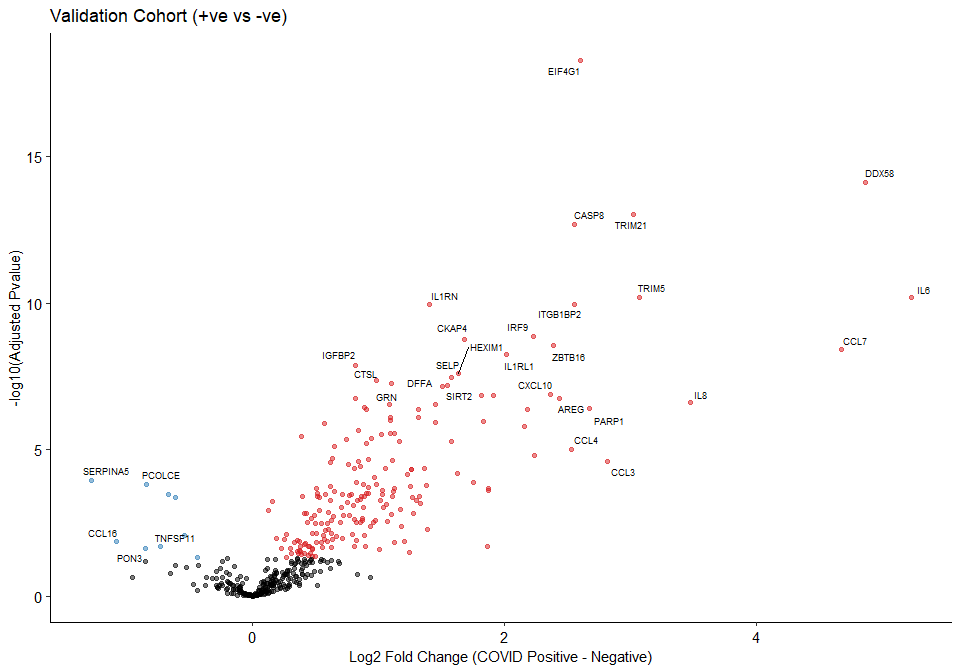 Validation Cohort (+ve vs -ve)
EIF4G1
15
DDX58
CASP8
TRIM21
TRIM5
IL6
10
IL1RN
ITGB1BP2
CKAP4
IRF9
CCL7
HEXIM1
IGFBP2
ZBTB16
SELP
IL1RL1
CTSL
DFFA
CXCL10
GRN
SIRT2
IL8
AREG
PARP1
CCL4
5
CCL3
SERPINA5
PCOLCE
CCL16
TNFSF11
PON3
0
-log10(Adjusted Pvalue)
0 2 4
Log2 Fold Change (COVID Positive - Negative)